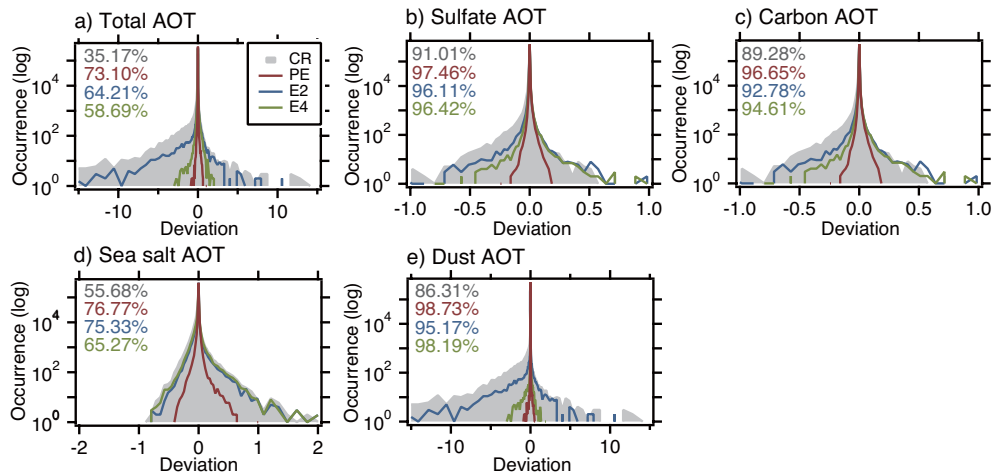 a) Total AOT
Occurrence (log)
10^4
10^2
10^0
35.17%
73.10%
64.21%
58.69%
CR
PE
E2
E4
-10
0
10
Deviation
b) Sulfate AOT
Occurrence (log)
10^4
10^2
10^0
91.01%
97.46%
96.11%
96.42%
-1.0
-0.5
0.0
0.5
1.0
Deviation
c) Carbon AOT
Occurrence (log)
10^4
10^2
10^0
89.28%
96.65%
92.78%
94.61%
-1.0
-0.5
0.0
0.5
1.0
Deviation
d) Sea salt AOT
Occurrence (log)
10^4
10^2
10^0
55.68%
76.77%
75.33%
65.27%
-2
-1
0
1
2
Deviation
e) Dust AOT
Occurrence (log)
10^4
10^2
10^0
86.31%
98.73%
95.17%
98.19%
-10
0
10
Deviation